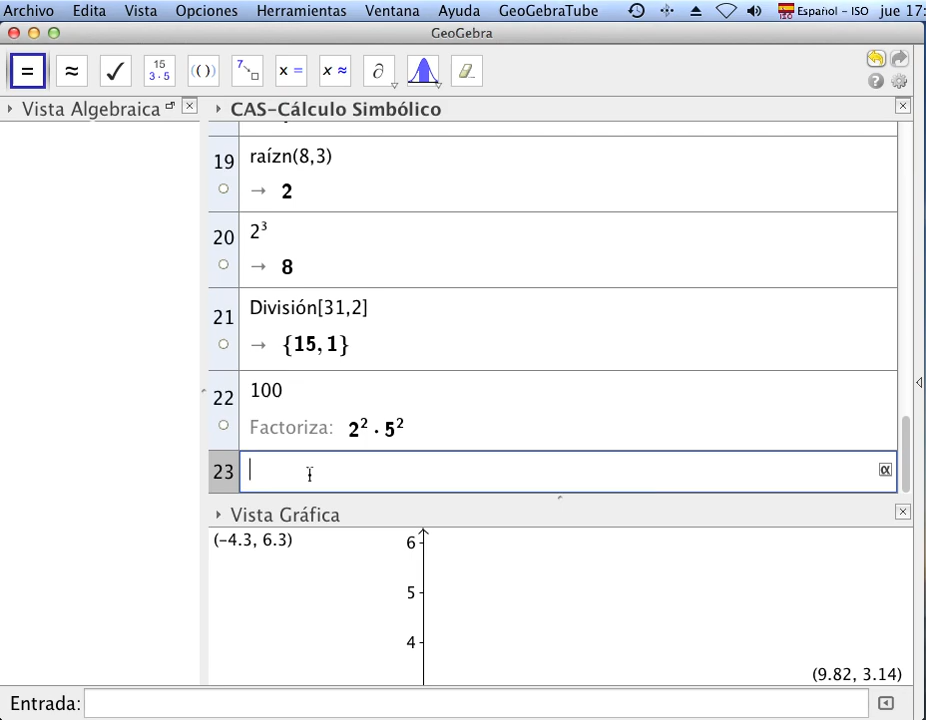 Archivo Edita Vista Opciones Herramientas Ventana Ayuda GeoGebraTube Español – ISO jue 17:
GeoGebra
= ≈ ✓ 15 3·5 (()) 7 x = x ≈ ∂
Vista Algebraica
CAS–Cálculo Simbólico
19 raízn(8,3)
→ 2
20 2³
→ 8
21 División[31,2]
→ {15, 1}
22 100
Factoriza: 2² · 5²
23
α
Vista Gráfica
(–4.3, 6.3)
6
5
4
(9.82, 3.14)
Entrada: